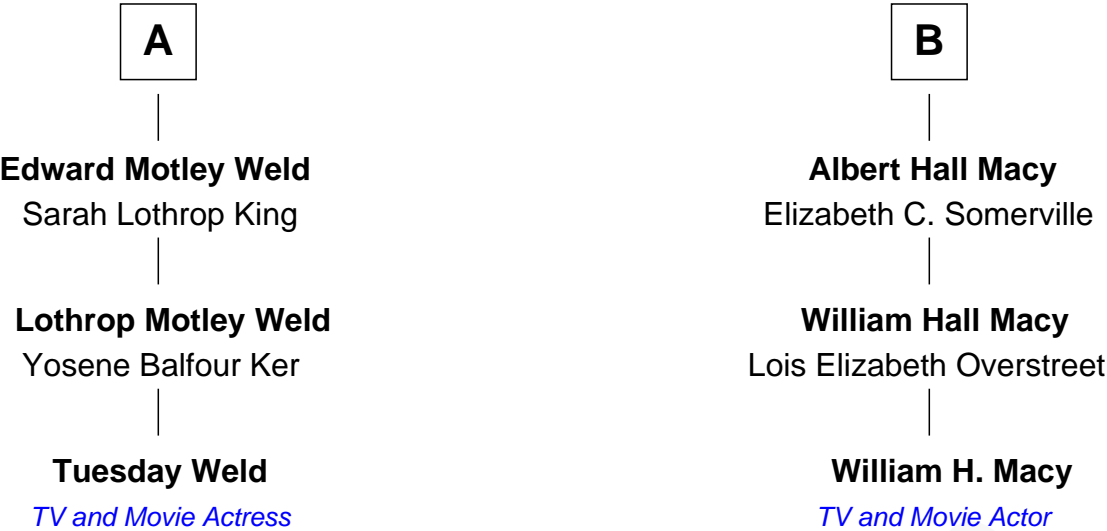 A
Edward Motley Weld
Sarah Lothrop King
Lothrop Motley Weld
Yosene Balfour Ker
Tuesday Weld
TV and Movie Actress
B
Albert Hall Macy
Elizabeth C. Somerville
William Hall Macy
Lois Elizabeth Overstreet
William H. Macy
TV and Movie Actor